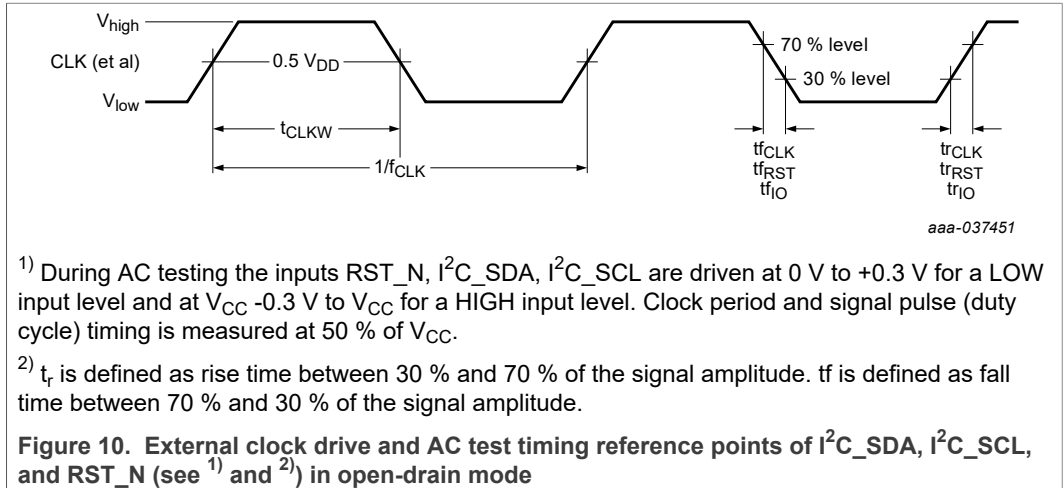 V_high
CLK (et al)
0.5 V_DD
V_low
t_CLKW
1/f_CLK
70 % level
30 % level
tf_CLK
tf_RST
tf_IO
tr_CLK
tr_RST
tr_IO
aaa-037451
1) During AC testing the inputs RST_N, I²C_SDA, I²C_SCL are driven at 0 V to +0.3 V for a LOW
input level and at V_CC -0.3 V to V_CC for a HIGH input level. Clock period and signal pulse (duty
cycle) timing is measured at 50 % of V_CC.
2) t_r is defined as rise time between 30 % and 70 % of the signal amplitude. tf is defined as fall
time between 70 % and 30 % of the signal amplitude.
Figure 10. External clock drive and AC test timing reference points of I²C_SDA, I²C_SCL,
and RST_N (see 1) and 2)) in open-drain mode